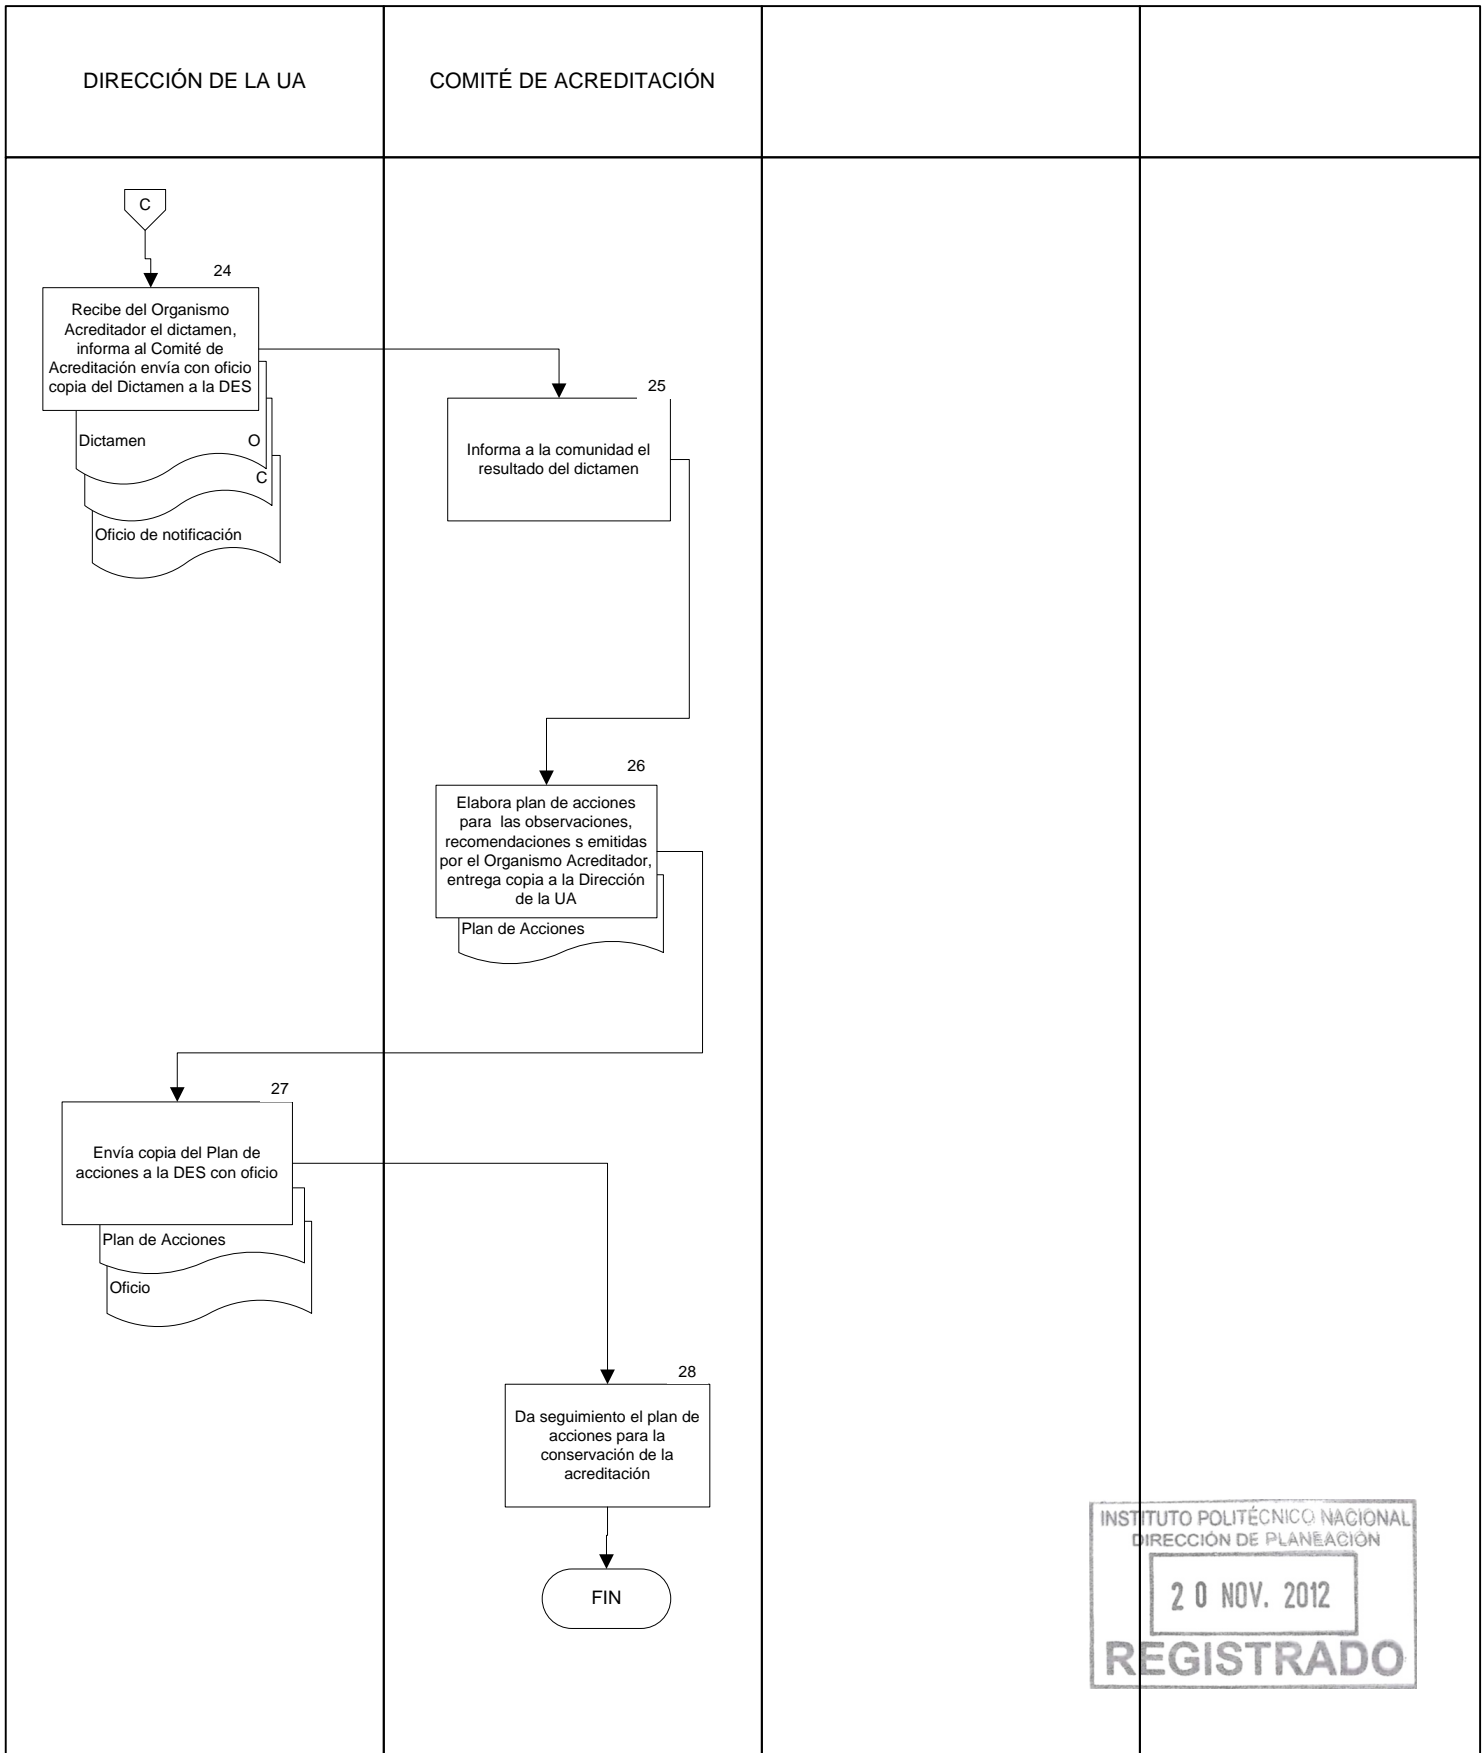 DIRECCIÓN DE LA UA
COMITÉ DE ACREDITACIÓN
C
24
Recibe del Organismo
Acreditador el dictamen,
informa al Comité de
Acreditación envía con oficio
copia del Dictamen a la DES
Dictamen O
C
Oficio de notificación
25
Informa a la comunidad el
resultado del dictamen
26
Elabora plan de acciones
para las observaciones,
recomendaciones s emitidas
por el Organismo Acreditador,
entrega copia a la Dirección
de la UA
Plan de Acciones
27
Envía copia del Plan de
acciones a la DES con oficio
Plan de Acciones
Oficio
28
Da seguimiento el plan de
acciones para la
conservación de la
acreditación
FIN
INSTITUTO POLITÉCNICO NACIONAL
DIRECCIÓN DE PLANEACIÓN
2 0 NOV. 2012
REGISTRADO